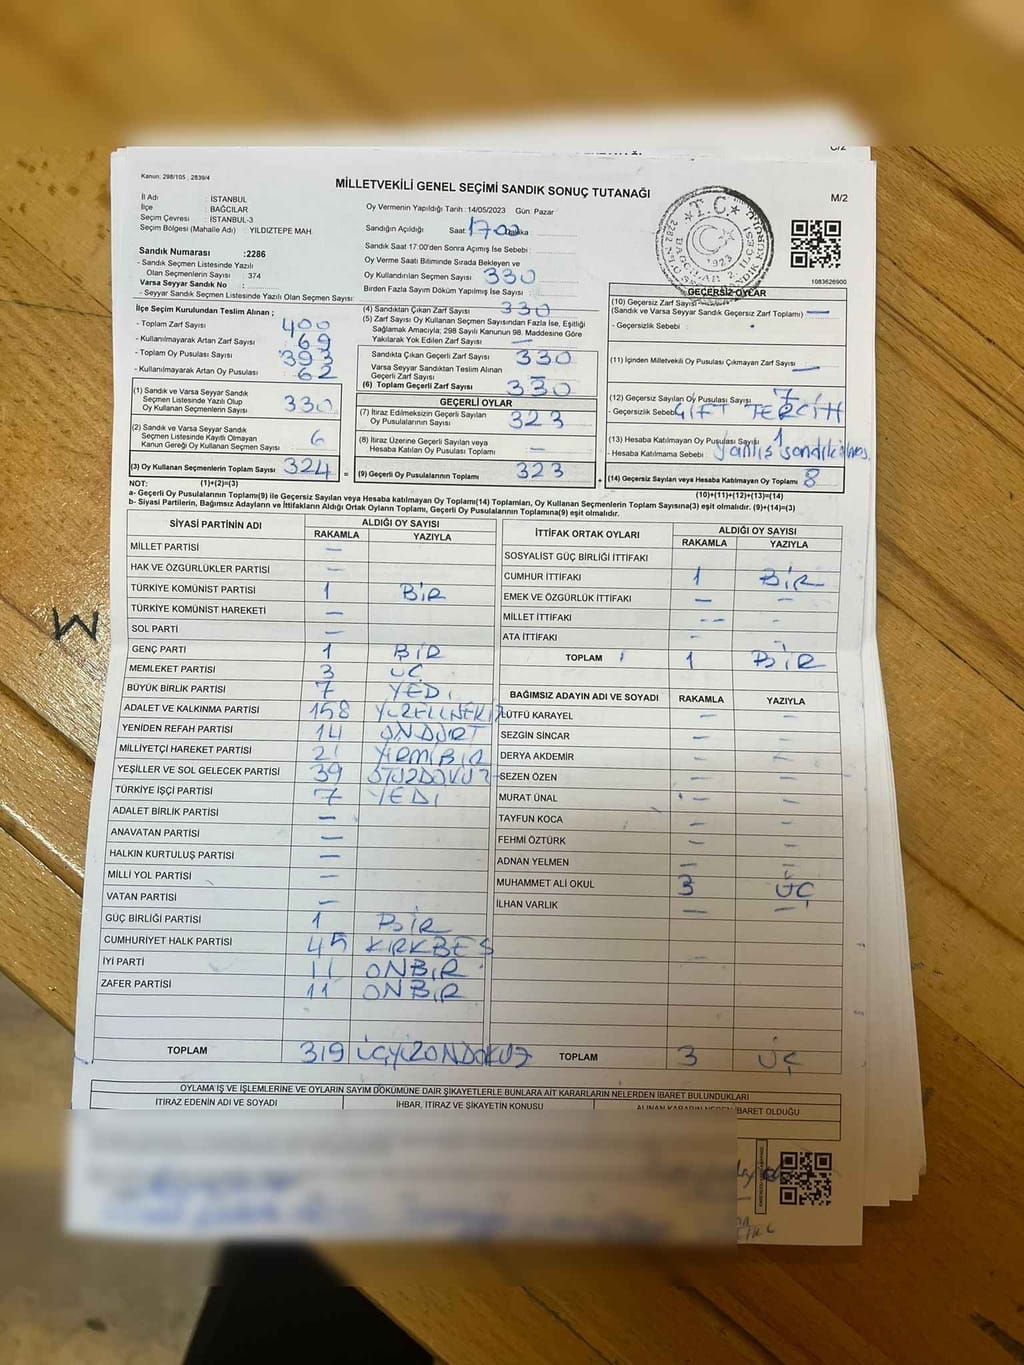 C/2
Kanun. 298/105 , 2839/4
MİLLETVEKİLİ GENEL SEÇİMİ SANDIK SONUÇ TUTANAĞI
M/2
İl Adı : İSTANBUL
İlçe : BAĞCILAR
Seçim Çevresi : İSTANBUL-3
Seçim Bölgesi (Mahalle Adı) : YILDIZTEPE MAH.
Oy Vermenin Yapıldığı Tarih :14/05/2023 Gün: Pazar
Sandığın Açıldığı Saat 17 00 Dakika
Sandık Saat 17:00'den Sonra Açımış İse Sebebi :
Oy Verme Saati Bitiminde Sırada Bekleyen ve
Oy Kullandırılan Seçmen Sayısı 330
Birden Fazla Sayım Döküm Yapılmış İse Sayısı :
T.C.
1923
1083626900
Sandık Numarası :2286
- Sandık Seçmen Listesinde Yazılı
Olan Seçmenlerin Sayısı : 374
Varsa Seyyar Sandık No :
- Seyyar Sandık Seçmen Listesinde Yazılı Olan Seçmen Sayısı:
İlçe Seçim Kurulundan Teslim Alınan ;
- Toplam Zarf Sayısı : 400
- Kullanılmayarak Artan Zarf Sayısı : 69
- Toplam Oy Pusulası Sayısı : 393
- Kullanılmayarak Artan Oy Pusulası : 62
(1) Sandık ve Varsa Seyyar Sandık
Seçmen Listesinde Yazılı Olup
Oy Kullanan Seçmenlerin Sayısı 330
(2) Sandık ve Varsa Seyyar Sandık
Seçmen Listesinde Kayıtlı Olmayan
Kanun Gereği Oy Kullanan Seçmen Sayısı 6
(3) Oy Kullanan Seçmenlerin Toplam Sayısı 324 =
(4) Sandıktan Çıkan Zarf Sayısı 330
(5) Zarf Sayısı Oy Kullanan Seçmen Sayısından Fazla İse, Eşitliği
Sağlamak Amacıyla; 298 Sayılı Kanunun 98. Maddesine Göre
Yakılarak Yok Edilen Zarf Sayısı —
Sandıkta Çıkan Geçerli Zarf Sayısı 330
Varsa Seyyar Sandıktan Teslim Alınan
Geçerli Zarf Sayısı —
(6) Toplam Geçerli Zarf Sayısı 330
GEÇERLİ OYLAR
(7) İtiraz Edilmeksizin Geçerli Sayılan
Oy Pusulalarının Sayısı 323
(8) İtiraz Üzerine Geçerli Sayılan veya
Hesaba Katılan Oy Pusulası Toplamı —
(9) Geçerli Oy Pusulalarının Toplamı 323 +
GEÇERSİZ OYLAR
(10) Geçersiz Zarf Sayısı
(Sandık ve Varsa Seyyar Sandık Geçersiz Zarf Toplamı) —
- Geçersizlik Sebebi :
(11) İçinden Milletvekili Oy Pusulası Çıkmayan Zarf Sayısı —
(12) Geçersiz Sayılan Oy Pusulası Sayısı 7
- Geçersizlik Sebebi ÇİFT TERCİH
(13) Hesaba Katılmayan Oy Pusulası Sayısı 1
- Hesaba Katılmama Sebebi : yanlış sandık
(14) Geçersiz Sayılan veya Hesaba Katılmayan Oy Toplamı 8
NOT: (1)+(2)=(3)
(10)+(11)+(12)+(13)=(14)
a- Geçerli Oy Pusulalarının Toplamı(9) ile Geçersiz Sayılan veya Hesaba katılmayan Oy Toplamı(14) Toplamları, Oy Kullanan Seçmenlerin Toplam Sayısına(3) eşit olmalıdır. (9)+(14)=(3)
b- Siyasi Partilerin, Bağımsız Adayların ve İttifakların Aldığı Ortak Oyların Toplamı, Geçerli Oy Pusulalarının Toplamına(9) eşit olmalıdır.
SİYASİ PARTİNİN ADI ALDIĞI OY SAYISI
RAKAMLA YAZIYLA
MİLLET PARTİSİ —
HAK VE ÖZGÜRLÜKLER PARTİSİ —
TÜRKİYE KOMÜNİST PARTİSİ 1 BİR
TÜRKİYE KOMÜNİST HAREKETİ —
SOL PARTİ —
GENÇ PARTİ 1 BİR
MEMLEKET PARTİSİ 3 ÜÇ
BÜYÜK BİRLİK PARTİSİ 7 YEDİ
ADALET VE KALKINMA PARTİSİ 158
YENİDEN REFAH PARTİSİ 14 ONDÖRT
MİLLİYETÇİ HAREKET PARTİSİ 21 YİRMİBİR
YEŞİLLER VE SOL GELECEK PARTİSİ 39 OTUZDOKUZ
TÜRKİYE İŞÇİ PARTİSİ 7 YEDİ
ADALET BİRLİK PARTİSİ —
ANAVATAN PARTİSİ —
HALKIN KURTULUŞ PARTİSİ —
MİLLİ YOL PARTİSİ —
VATAN PARTİSİ —
GÜÇ BİRLİĞİ PARTİSİ 1 BİR
CUMHURİYET HALK PARTİSİ 45 KIRKBEŞ
İYİ PARTİ 11 ONBİR
ZAFER PARTİSİ 11 ONBİR
TOPLAM 319 ÜÇYÜZONDOKUZ
İTTİFAK ORTAK OYLARI ALDIĞI OY SAYISI
RAKAMLA YAZIYLA
SOSYALİST GÜÇ BİRLİĞİ İTTİFAKI
CUMHUR İTTİFAKI 1 BİR
EMEK VE ÖZGÜRLÜK İTTİFAKI — —
MİLLET İTTİFAKI —
ATA İTTİFAKI - -
TOPLAM 1 BİR
BAĞIMSIZ ADAYIN ADI VE SOYADI RAKAMLA YAZIYLA
LÜTFÜ KARAYEL — —
SEZGİN SİNCAR — —
DERYA AKDEMİR — —
SEZEN ÖZEN — —
MURAT ÜNAL — —
TAYFUN KOCA — —
FEHMİ ÖZTÜRK — —
ADNAN YELMEN — —
MUHAMMET ALİ OKUL 3 ÜÇ
İLHAN VARLIK — —
TOPLAM 3 ÜÇ
OYLAMA İŞ VE İŞLEMLERİNE VE OYLARIN SAYIM DÖKÜMÜNE DAİR ŞİKAYETLERLE BUNLARA AİT KARARLARIN NELERDEN İBARET BULUNDUKLARI
İTİRAZ EDENİN ADI VE SOYADI İHBAR, İTİRAZ VE ŞİKAYETİN KONUSU ALINAN KARARIN NEDEN İBARET OLDUĞU